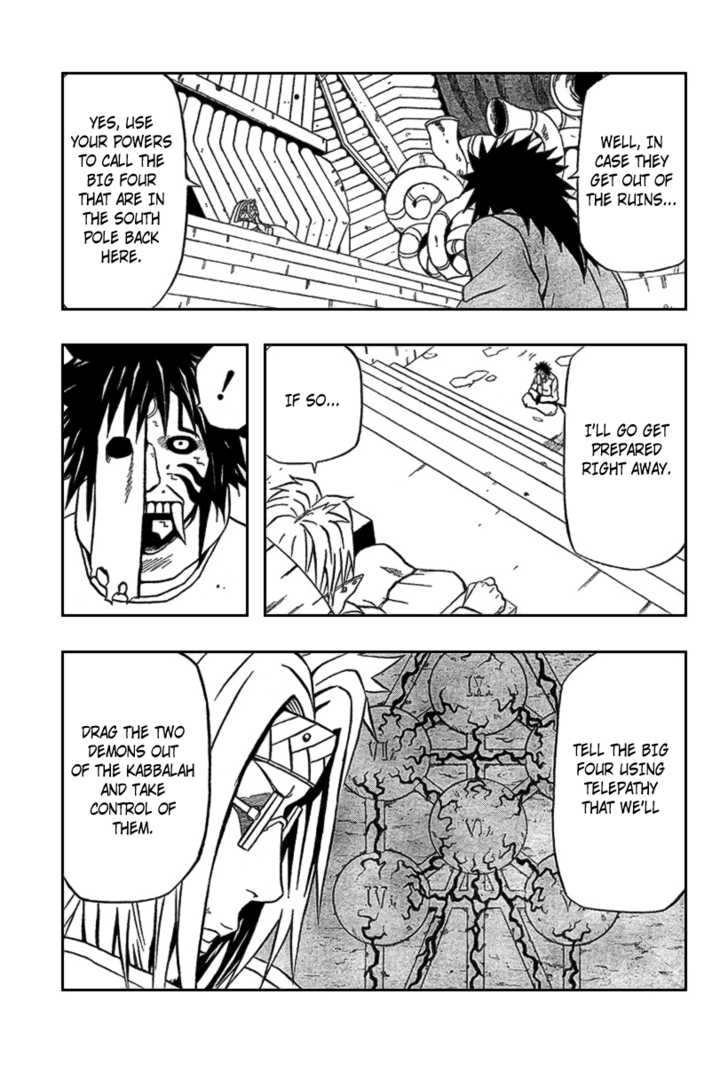 WELL, IN
CASE THEY
GET OUT OF
THE RUINS...
YES, USE
YOUR POWERS
TO CALL THE
BIG FOUR
THAT ARE IN
THE SOUTH
POLE BACK
HERE.
I'LL GO GET
PREPARED
RIGHT AWAY.
IF SO...
!
TELL THE BIG
FOUR USING
TELEPATHY
THAT WE'LL
DRAG THE TWO
DEMONS OUT
OF THE KABBALAH
AND TAKE
CONTROL OF
THEM.
IX
VI